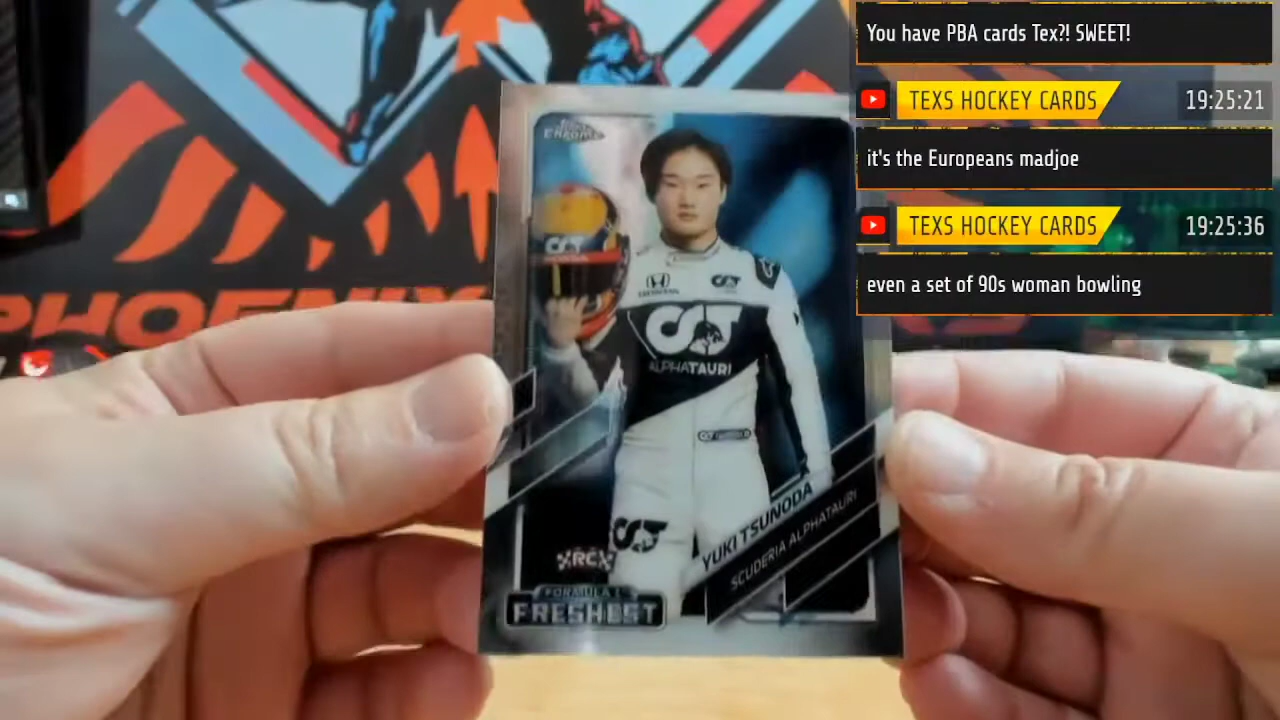 You have PBA cards Tex?! SWEET!
TEXS HOCKEY CARDS 19:25:21
it's the Europeans madjoe
TEXS HOCKEY CARDS 19:25:36
even a set of 90s woman bowling
PHOENIX
Topps Chrome
HONDA
ALPHATAURI
YUKI TSUNODA
SCUDERIA ALPHATAURI
RC
FORMULA 1
FRESHEST